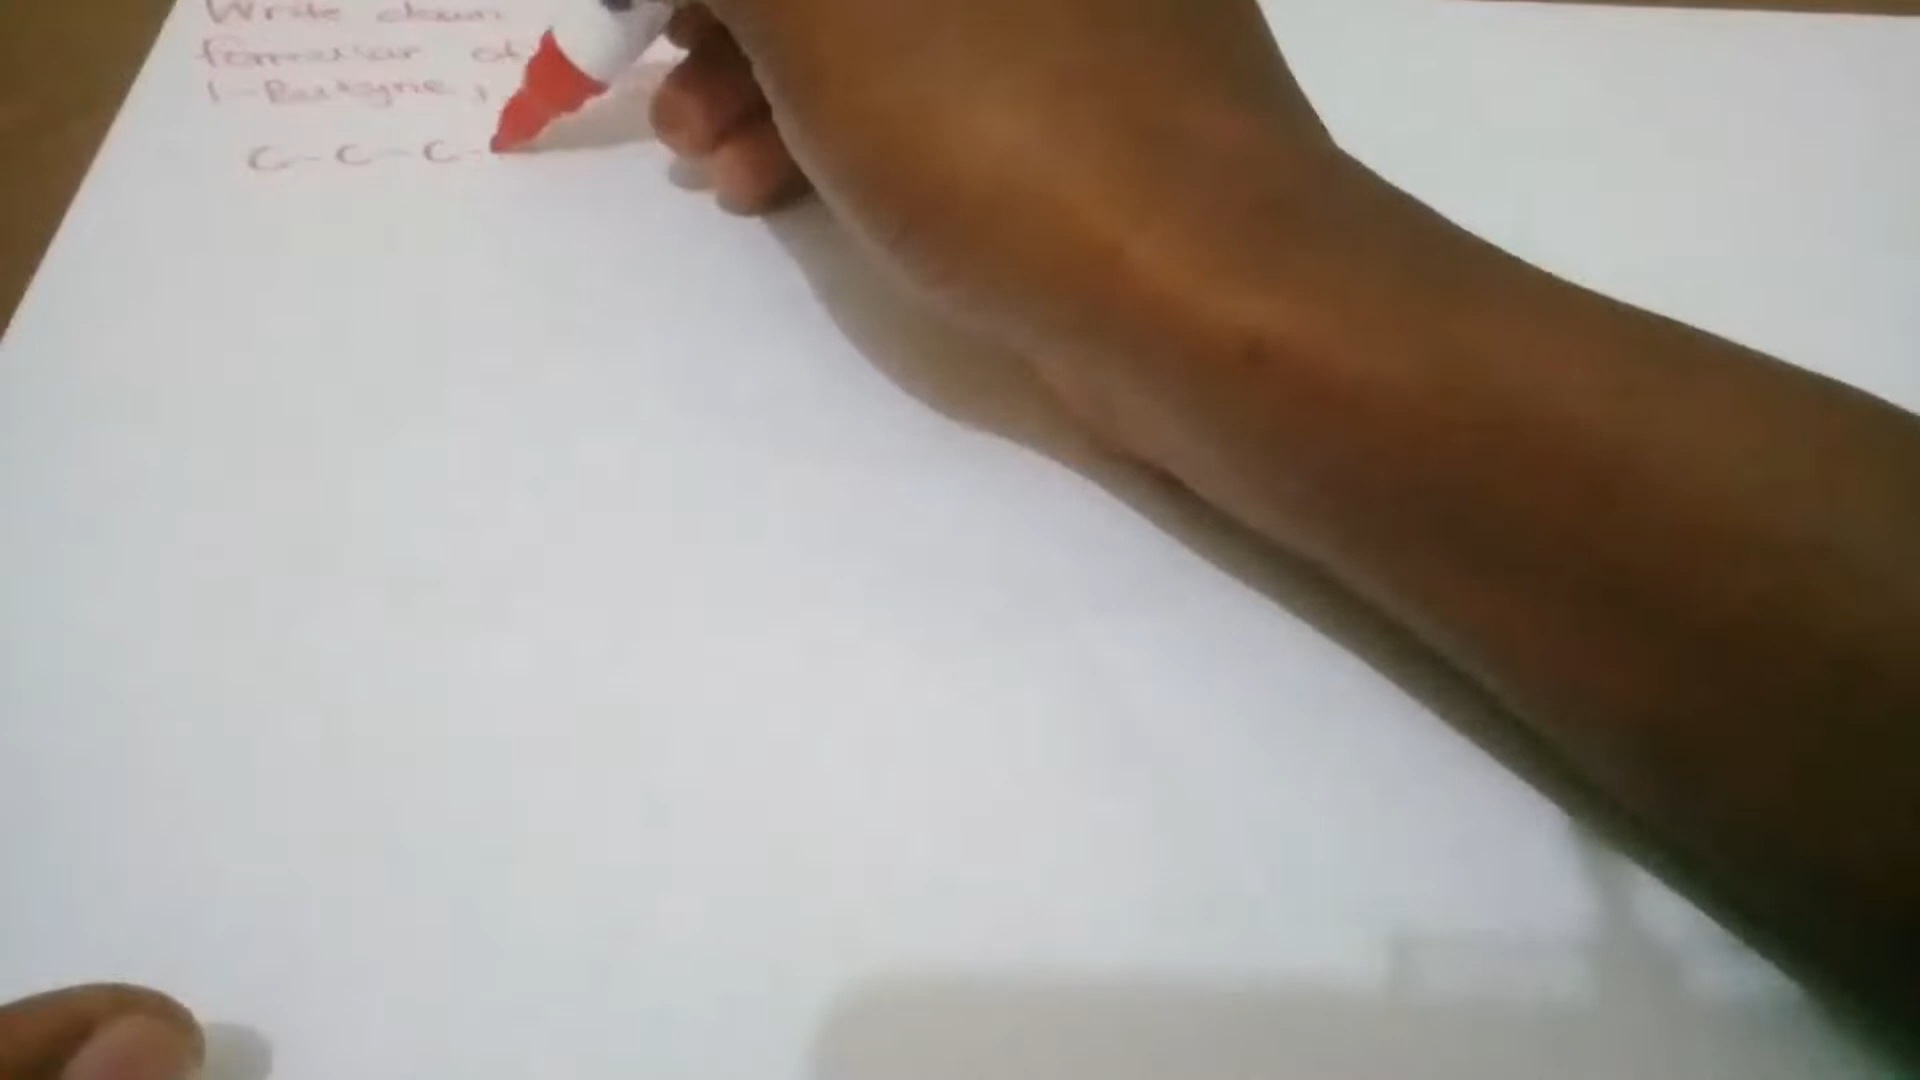 Write down
formular of
1-Butyne,
C-C-C-